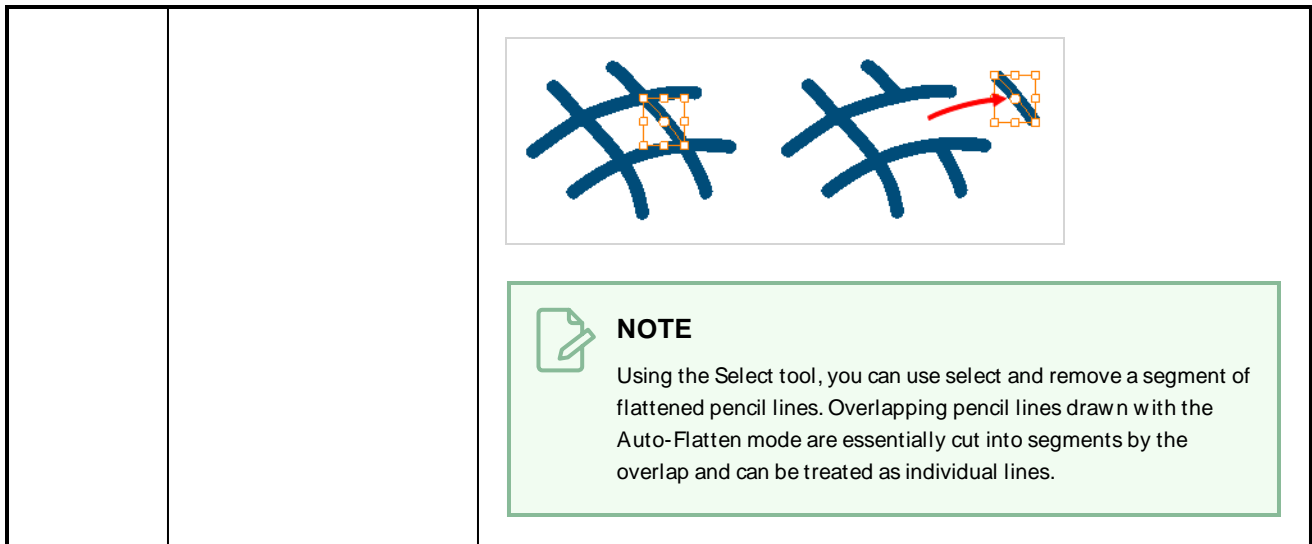 NOTE
Using the Select tool, you can use select and remove a segment of
flattened pencil lines. Overlapping pencil lines drawn with the
Auto-Flatten mode are essentially cut into segments by the
overlap and can be treated as individual lines.